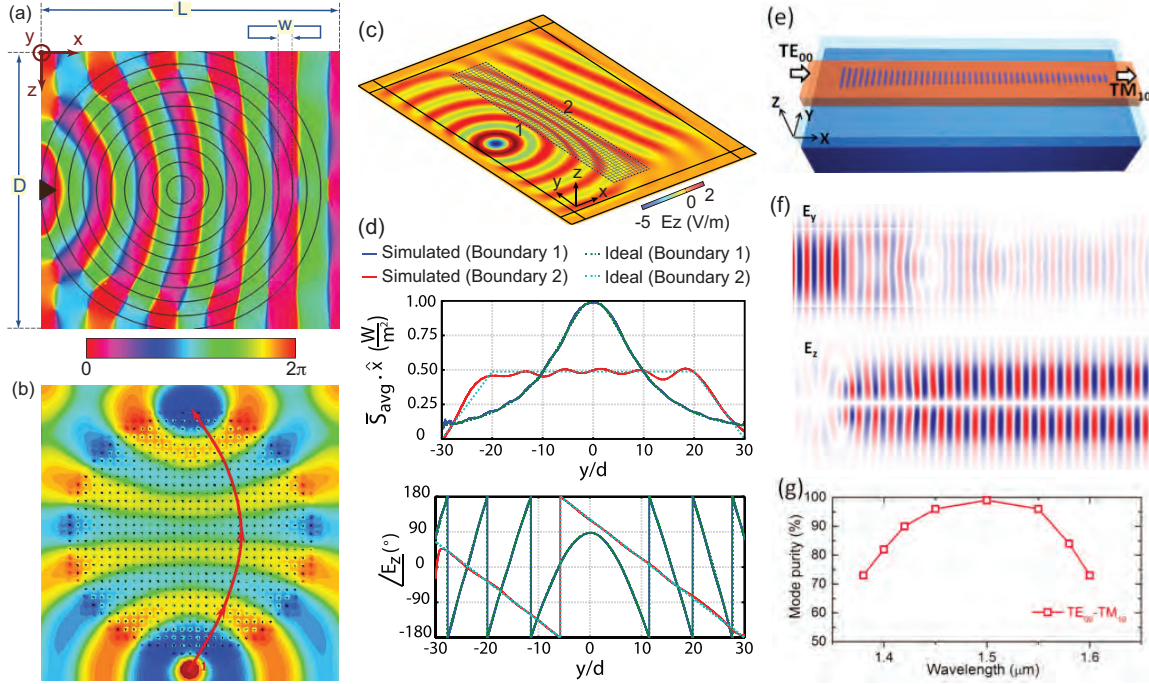 (a)
L
w
y
x
z
D
0
2π
(b)
1
(c)
1
2
y
z
x
-5
0
2
Ez (V/m)
(d)
Simulated (Boundary 1)
Ideal (Boundary 1)
Simulated (Boundary 2)
Ideal (Boundary 2)
S̅avg · x̂ (W/m²)
1.00
0.75
0.50
0.25
0
-30 -20 -10 0 10 20 30
y/d
∠Ez(°)
180
90
0
-90
-180
-30 -20 -10 0 10 20 30
y/d
(e)
TE₀₀
TM₁₀
Z
Y
X
(f)
Ey
Ez
(g)
Mode purity (%)
100
90
80
70
60
50
TE₀₀-TM₁₀
1.4 1.5 1.6
Wavelength (μm)